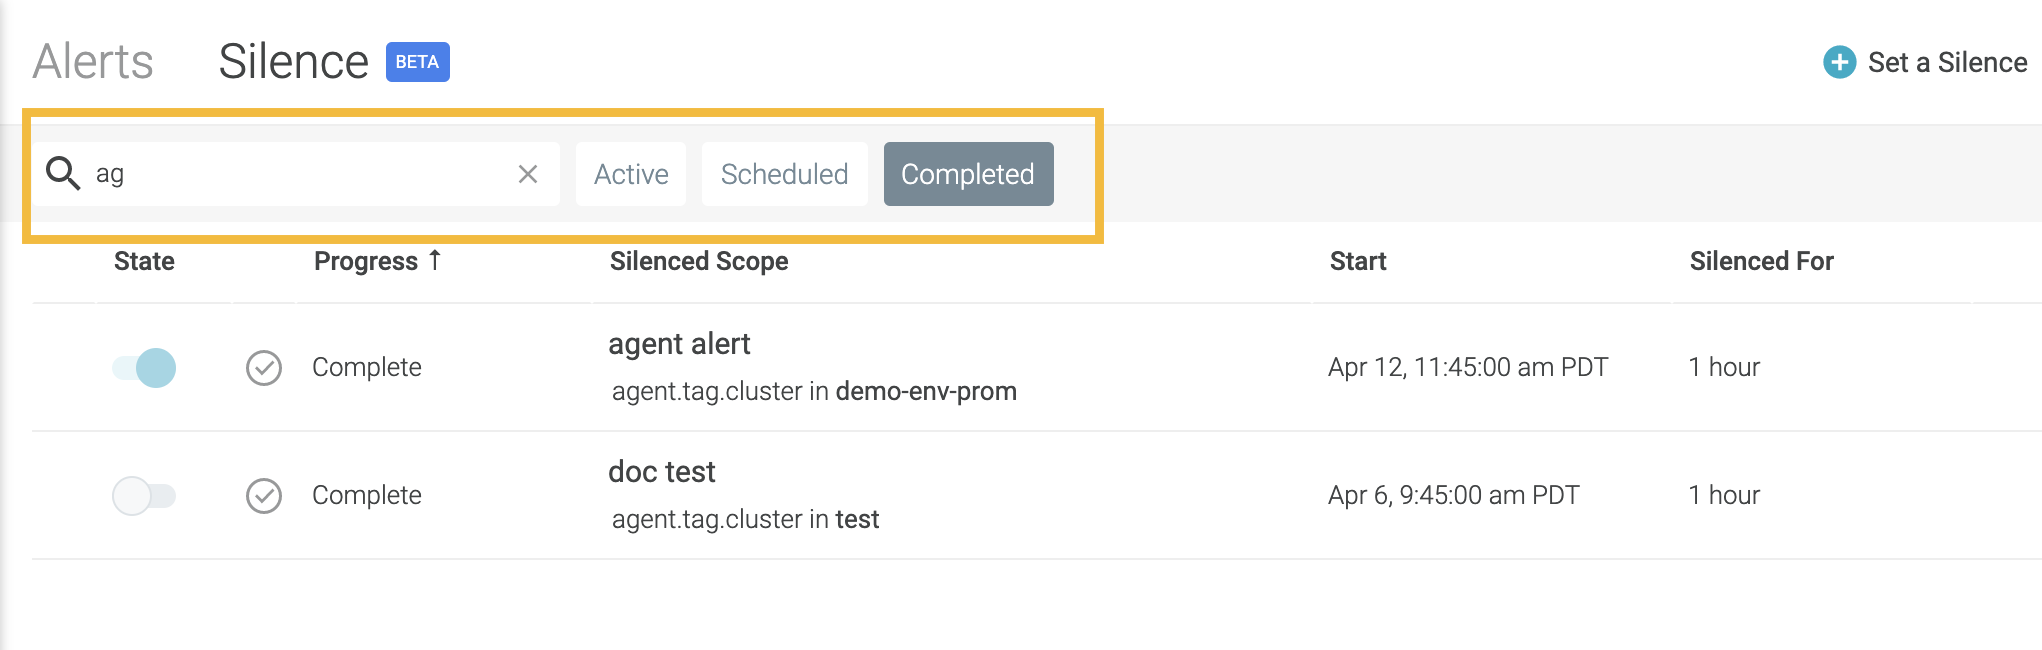 Alerts Silence BETA Set a Silence
ag Active Scheduled Completed
State Progress ↑ Silenced Scope Start Silenced For
agent alert
Complete agent.tag.cluster in demo-env-prom Apr 12, 11:45:00 am PDT 1 hour
doc test
Complete agent.tag.cluster in test Apr 6, 9:45:00 am PDT 1 hour